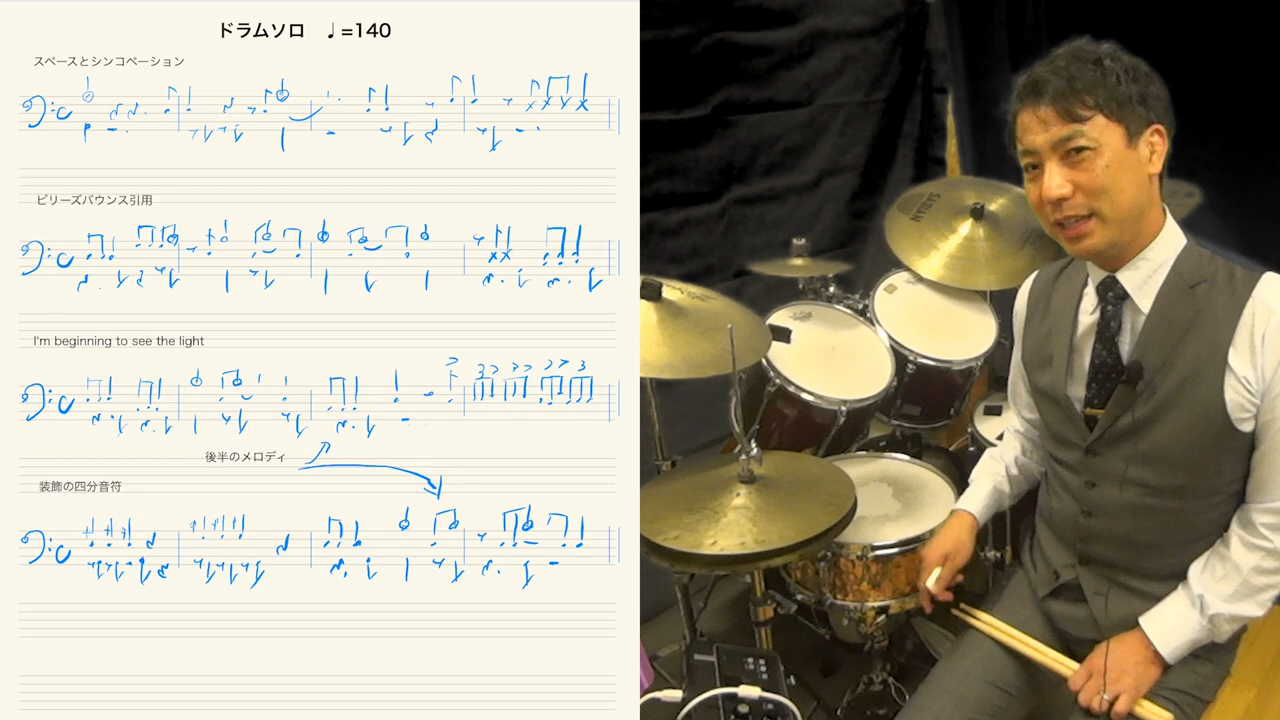 ドラムソロ ♩=140
スペースとシンコペーション
ビリーズバウンス引用
I'm beginning to see the light
3 3
後半のメロディ
装飾の四分音符
SABIAN